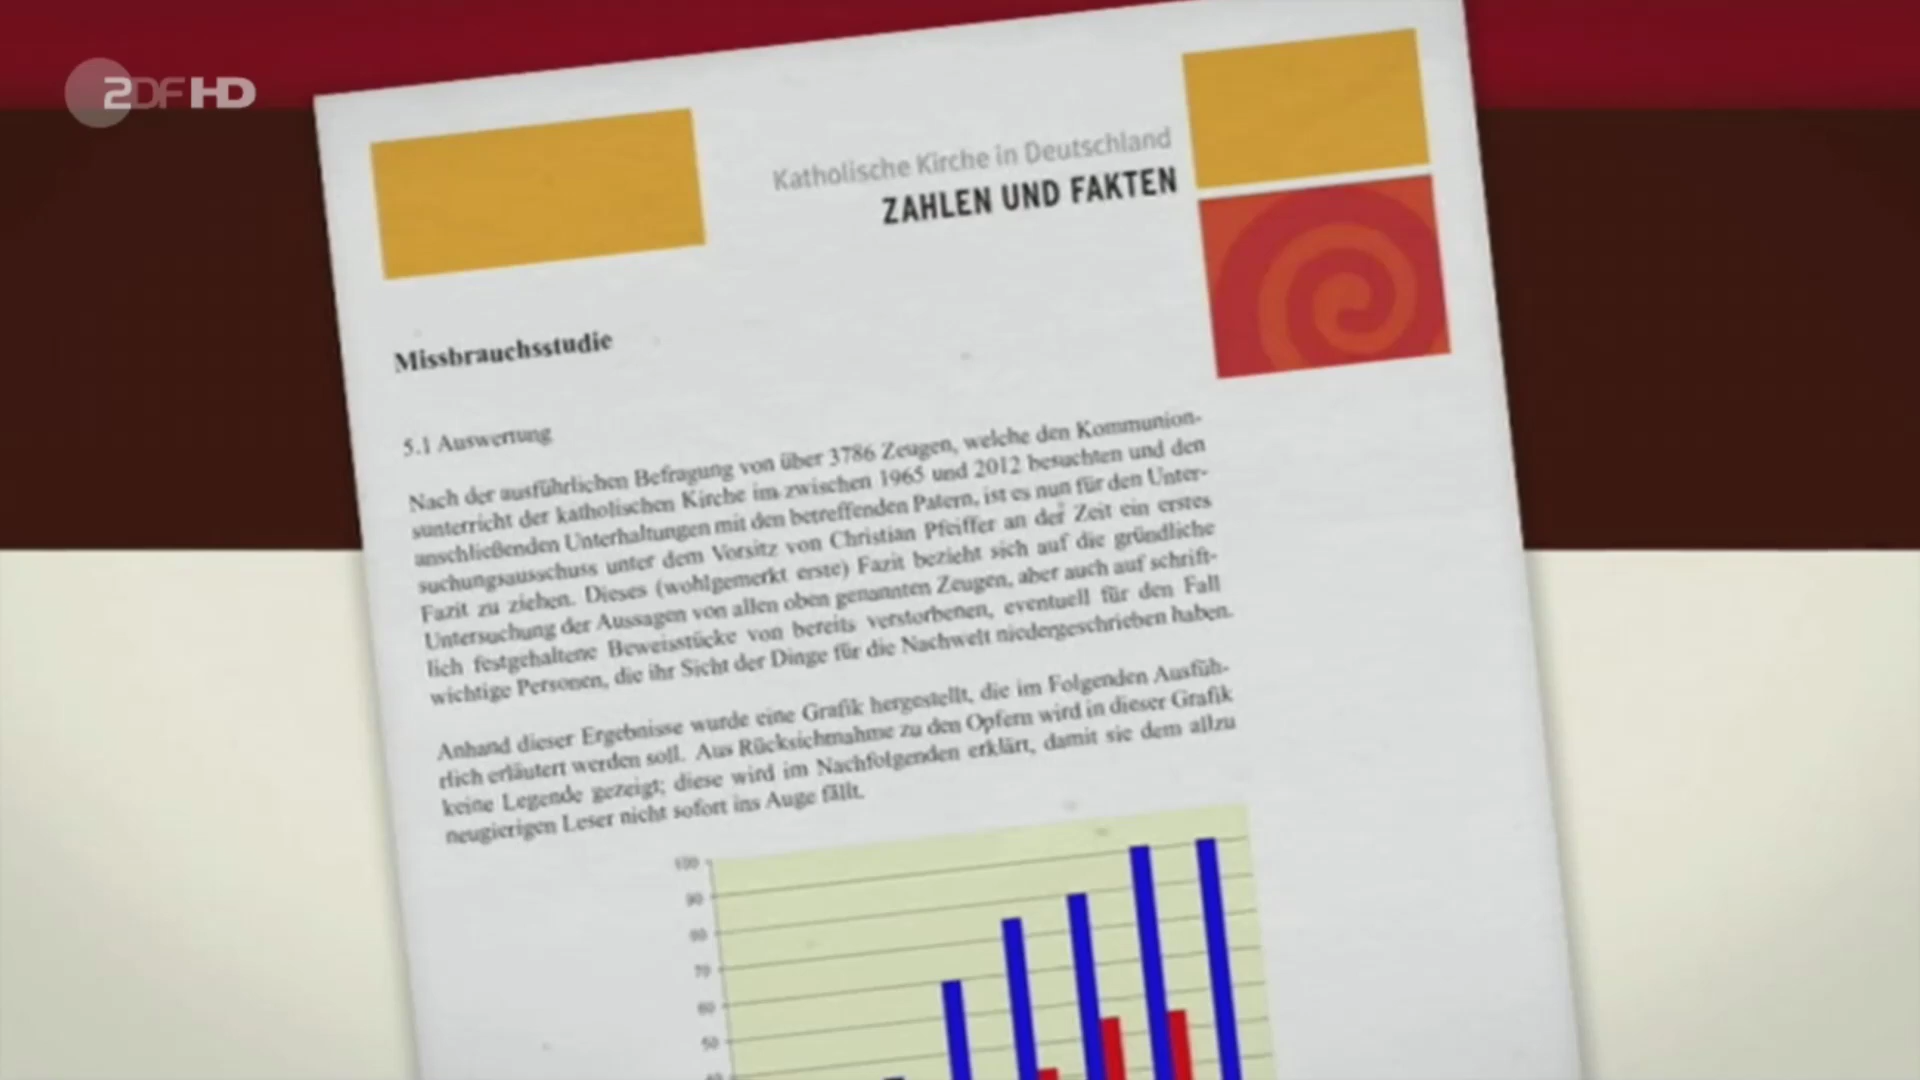 ZDF HD
Katholische Kirche in Deutschland
ZAHLEN UND FAKTEN
Missbrauchsstudie
5.1 Auswertung
Nach der ausführlichen Befragung von über 3786 Zeugen, welche den Kommunion-
sunterricht der katholischen Kirche im zwischen 1965 und 2012 besuchten und den
anschließenden Unterhaltungen mit den betreffenden Patern, ist es nun für den Unter-
suchungsausschuss unter dem Vorsitz von Christian Pfeiffer an der Zeit ein erstes
Fazit zu ziehen. Dieses (wohlgemerkt erste) Fazit bezieht sich auf die gründliche
Untersuchung der Aussagen von allen oben genannten Zeugen, aber auch auf schrift-
lich festgehaltene Beweisstücke von bereits verstorbenen, eventuell für den Fall
wichtige Personen, die ihr Sicht der Dinge für die Nachwelt niedergeschrieben haben.
Anhand dieser Ergebnisse wurde eine Grafik hergestellt, die im Folgenden Ausfüh-
rlich erläutert werden soll. Aus Rücksichtnahme zu den Opfern wird in dieser Grafik
keine Legende gezeigt; diese wird im Nachfolgenden erklärt, damit sie dem allzu
neugierigen Leser nicht sofort ins Auge fällt.
100
90
80
70
60
50
40